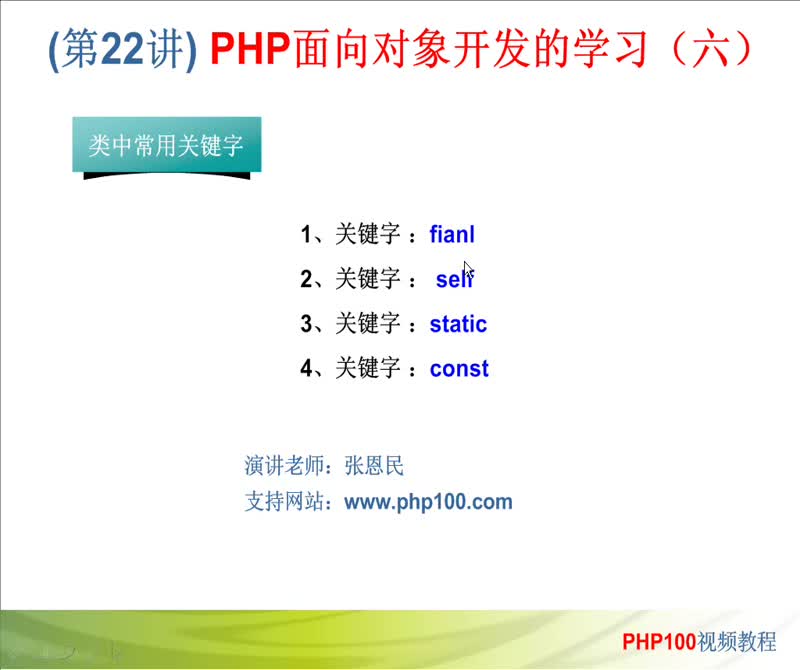 (第22讲) PHP面向对象开发的学习（六）
类中常用关键字
1、关键字：fianl
2、关键字： self
3、关键字：static
4、关键字：const
演讲老师：张恩民
支持网站：www.php100.com
PHP100视频教程